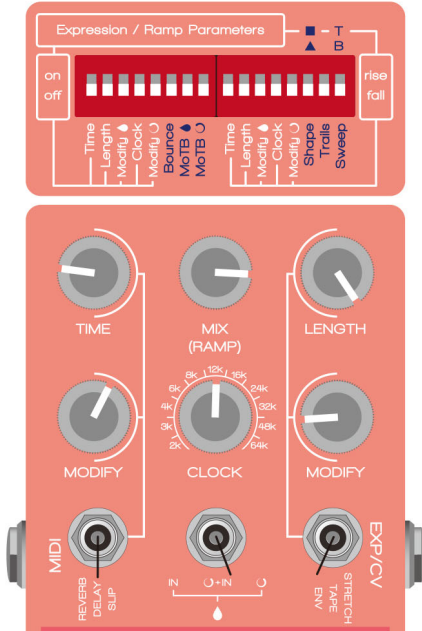 Expression / Ramp Parameters
T
B
on
off
rise
fall
Time
Length
Modify
Clock
Modify
Bounce
MoTB
MoTB
Time
Length
Modify
Clock
Modify
Shape
Trails
Sweep
TIME
MIX
(RAMP)
LENGTH
2k
3k
4k
6k
8k
12k
16k
24k
32k
48k
64k
MODIFY
CLOCK
MODIFY
MIDI
EXP/CV
REVERB
DELAY
SLIP
IN
+IN
STRETCH
TAPE
ENV